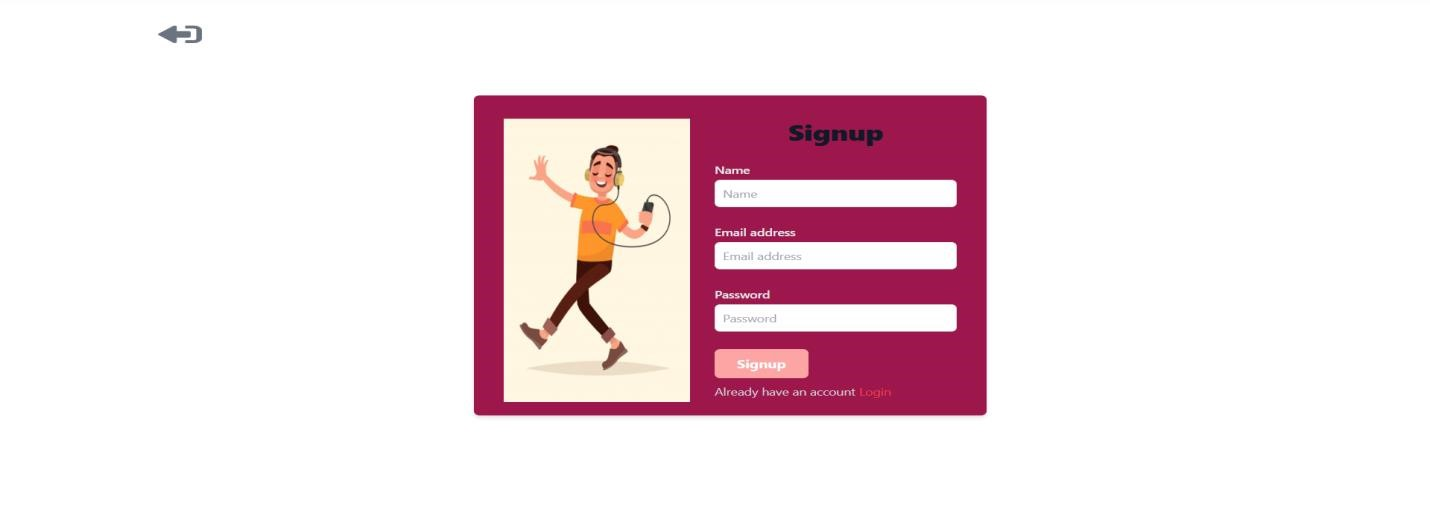 Signup
Name
Name
Email address
Email address
Password
Password
Signup
Already have an account Login